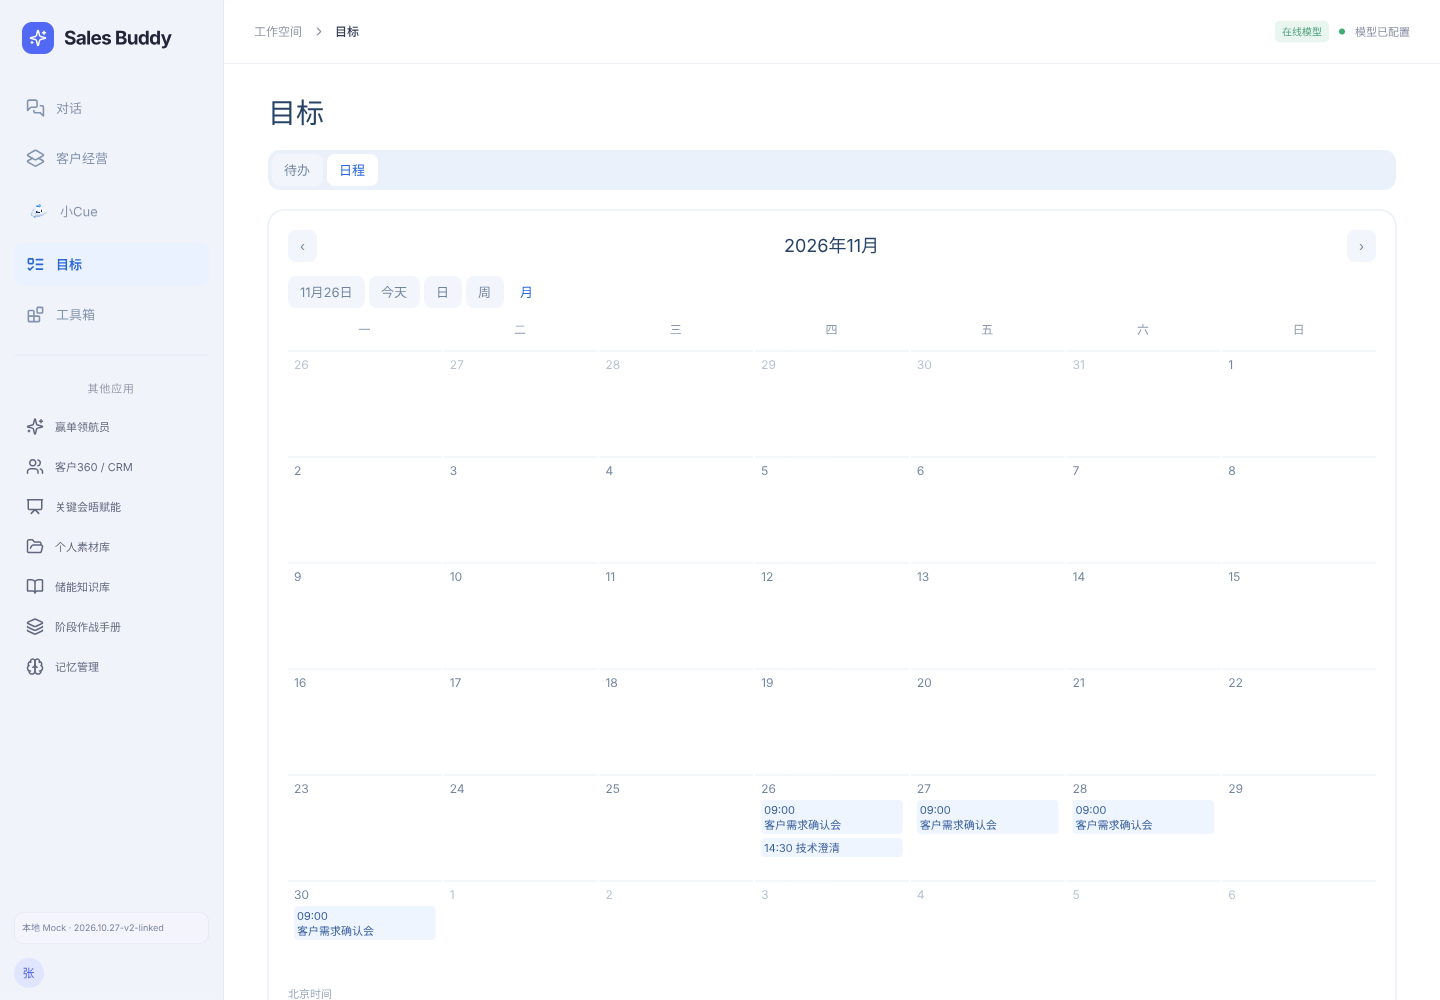 Sales Buddy
对话
客户经营
小Cue
目标
工具箱
其他应用
赢单领航员
客户360 / CRM
关键会晤赋能
个人素材库
储能知识库
阶段作战手册
记忆管理
本地 Mock · 2026.10.27-v2-linked
张
工作空间 > 目标
在线模型 模型已配置
目标
待办 日程
‹ 2026年11月 ›
11月26日 今天 日 周 月
一 二 三 四 五 六 日
26 27 28 29 30 31 1
2 3 4 5 6 7 8
9 10 11 12 13 14 15
16 17 18 19 20 21 22
23 24 25 26 27 28 29
09:00 09:00 09:00
客户需求确认会 客户需求确认会 客户需求确认会
14:30 技术澄清
30 1 2 3 4 5 6
09:00
客户需求确认会
北京时间